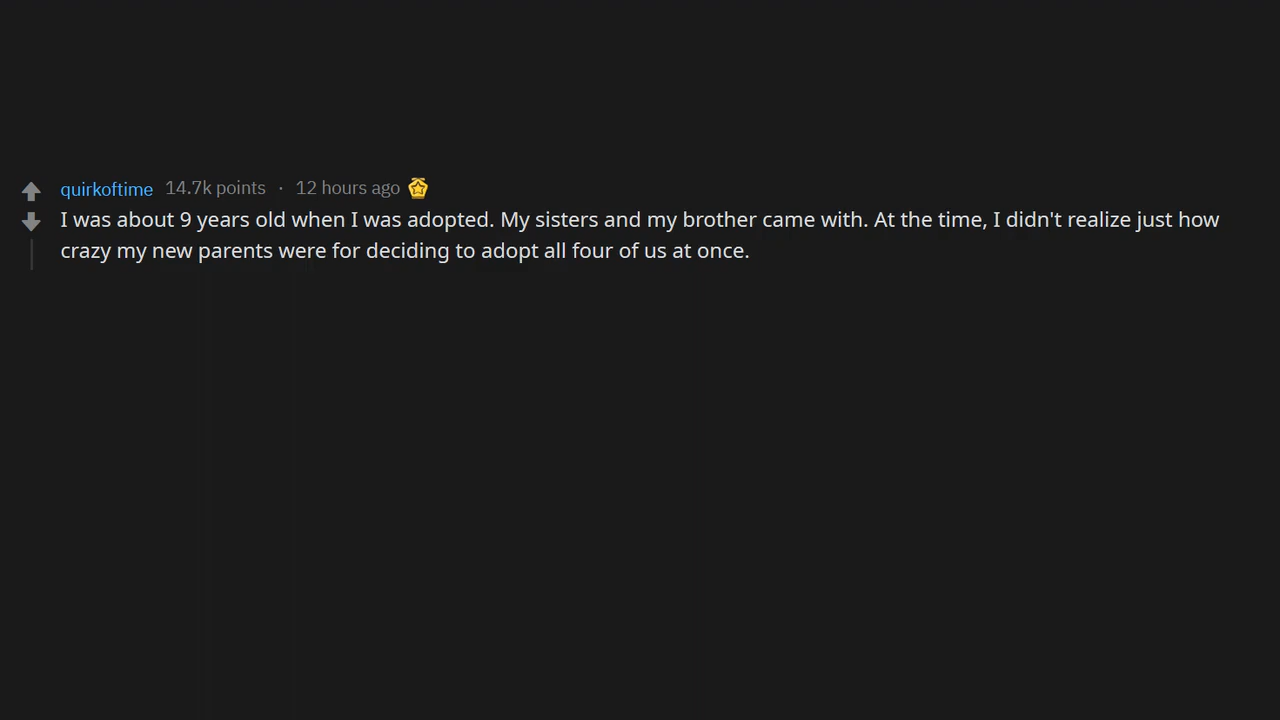 quirkoftime 14.7k points · 12 hours ago
I was about 9 years old when I was adopted. My sisters and my brother came with. At the time, I didn't realize just how
crazy my new parents were for deciding to adopt all four of us at once.